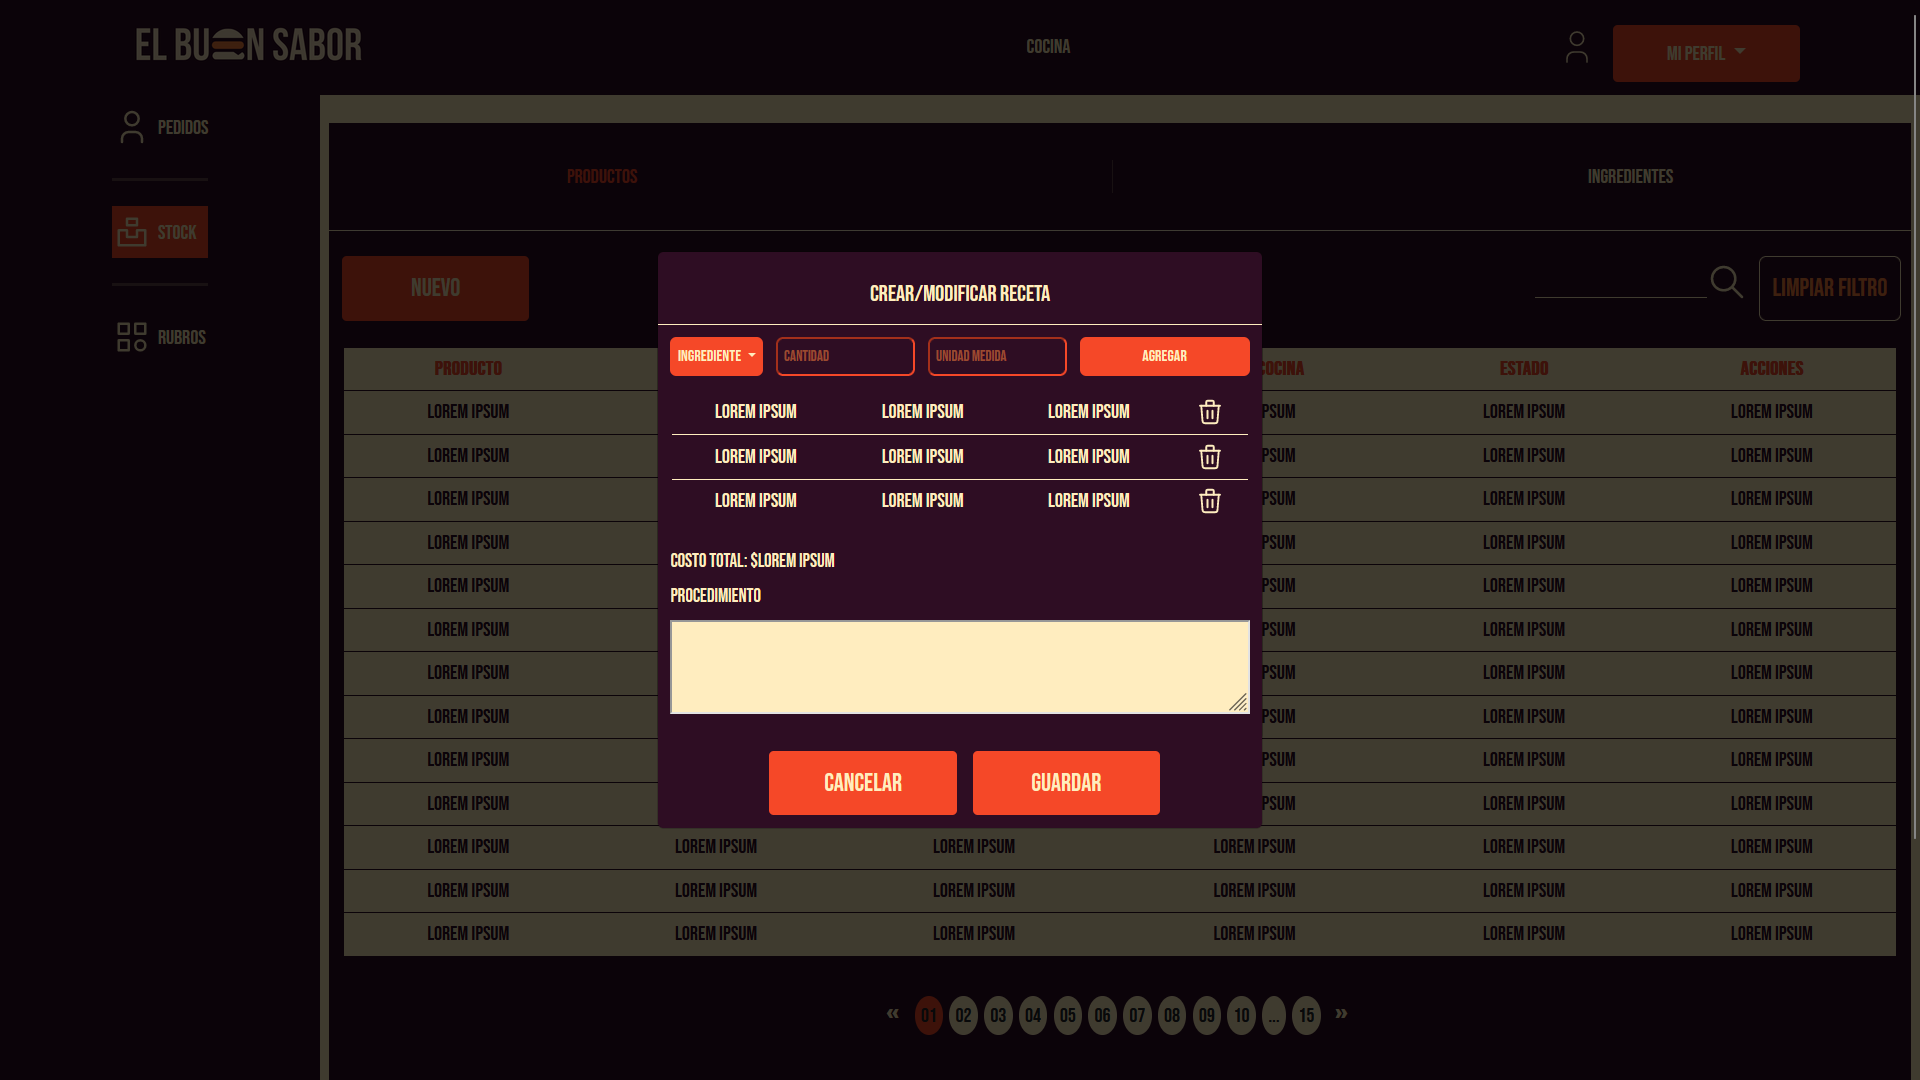 EL BUEN SABOR
COCINA
MI PERFIL
PEDIDOS
STOCK
RUBROS
PRODUCTOS
INGREDIENTES
NUEVO
LIMPIAR FILTRO
CREAR/MODIFICAR RECETA
INGREDIENTE
CANTIDAD
UNIDAD MEDIDA
AGREGAR
LOREM IPSUM LOREM IPSUM LOREM IPSUM
LOREM IPSUM LOREM IPSUM LOREM IPSUM
LOREM IPSUM LOREM IPSUM LOREM IPSUM
COSTO TOTAL: $LOREM IPSUM
PROCEDIMIENTO
CANCELAR
GUARDAR
PRODUCTO COCINA ESTADO ACCIONES
LOREM IPSUM PSUM LOREM IPSUM LOREM IPSUM
LOREM IPSUM PSUM LOREM IPSUM LOREM IPSUM
LOREM IPSUM PSUM LOREM IPSUM LOREM IPSUM
LOREM IPSUM PSUM LOREM IPSUM LOREM IPSUM
LOREM IPSUM PSUM LOREM IPSUM LOREM IPSUM
LOREM IPSUM PSUM LOREM IPSUM LOREM IPSUM
LOREM IPSUM PSUM LOREM IPSUM LOREM IPSUM
LOREM IPSUM PSUM LOREM IPSUM LOREM IPSUM
LOREM IPSUM PSUM LOREM IPSUM LOREM IPSUM
LOREM IPSUM PSUM LOREM IPSUM LOREM IPSUM
LOREM IPSUM LOREM IPSUM LOREM IPSUM LOREM IPSUM LOREM IPSUM LOREM IPSUM
LOREM IPSUM LOREM IPSUM LOREM IPSUM LOREM IPSUM LOREM IPSUM LOREM IPSUM
LOREM IPSUM LOREM IPSUM LOREM IPSUM LOREM IPSUM LOREM IPSUM LOREM IPSUM
« 01 02 03 04 05 06 07 08 09 10 ... 15 »